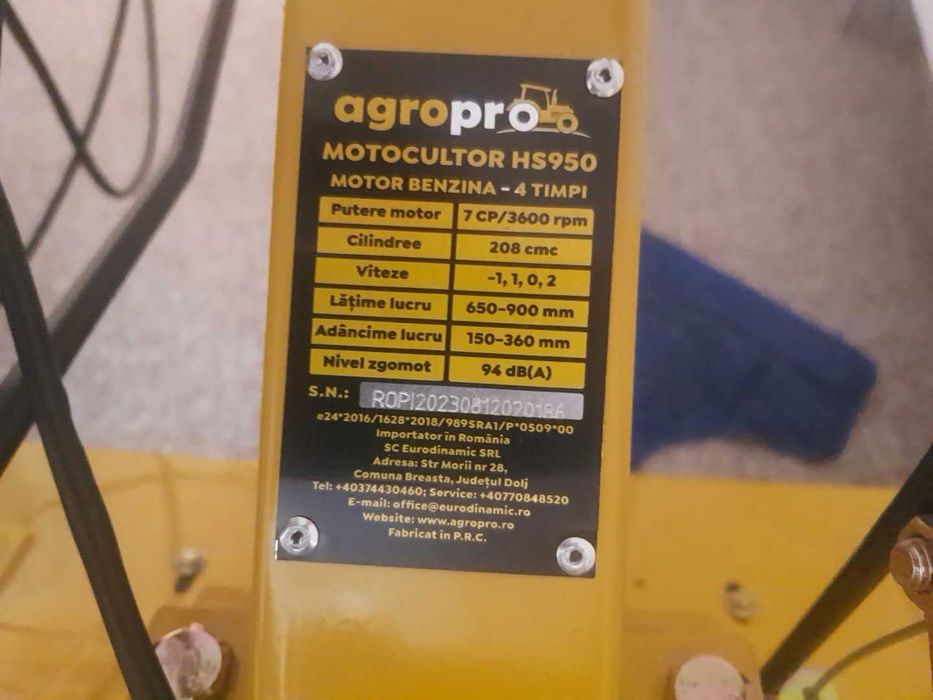 agropro
MOTOCULTOR HS950
MOTOR BENZINA - 4 TIMPI
Putere motor 7 CP/3600 rpm
Cilindree 208 cmc
Viteze -1, 1, 0, 2
Lățime lucru 650-900 mm
Adâncime lucru 150-360 mm
Nivel zgomot 94 dB(A)
S.N.: ROPJ20230812020186
e24*2016/1628*2018/989SRA1/P*0509*00
Importator în România
SC Eurodinamic SRL
Adresa: Str Morii nr 28,
Comuna Breasta, Județul Dolj
Tel: +40374430460; Service: +40770848520
E-mail: office@eurodinamic.ro
Website: www.agropro.ro
Fabricat în P.R.C.